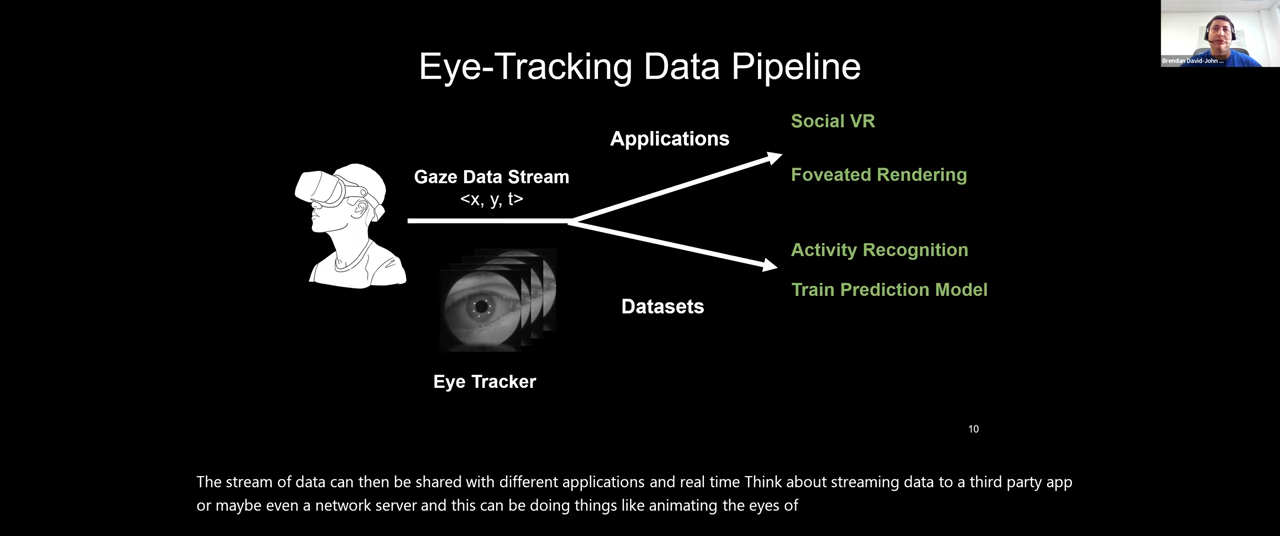 Brendan David-John ...
Eye-Tracking Data Pipeline
Applications
Social VR
Foveated Rendering
Gaze Data Stream
<x, y, t>
Activity Recognition
Train Prediction Model
Datasets
Eye Tracker
10
The stream of data can then be shared with different applications and real time Think about streaming data to a third party app
or maybe even a network server and this can be doing things like animating the eyes of